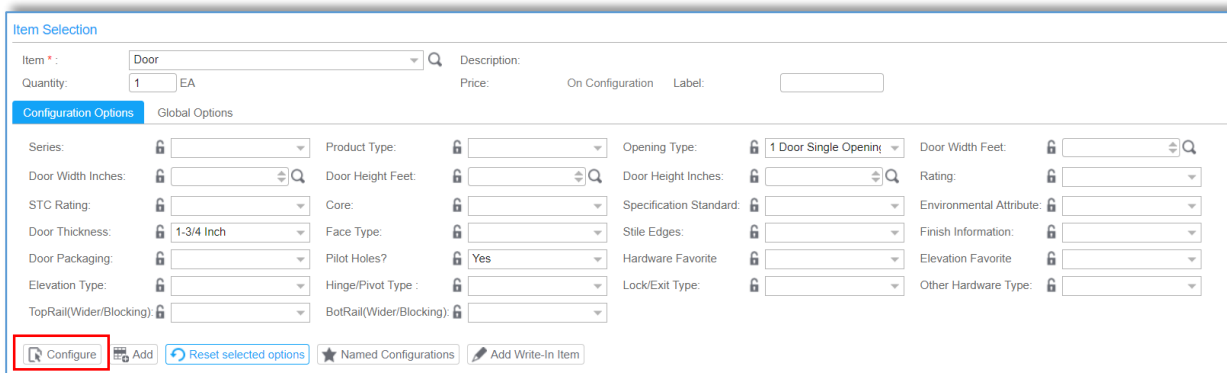 Item Selection
Item * : Door Description:
Quantity: 1 EA Price: On Configuration Label:
Configuration Options Global Options
Series: Product Type: Opening Type: 1 Door Single Opening Door Width Feet:
Door Width Inches: Door Height Feet: Door Height Inches: Rating:
STC Rating: Core: Specification Standard: Environmental Attribute:
Door Thickness: 1-3/4 Inch Face Type: Stile Edges: Finish Information:
Door Packaging: Pilot Holes? Yes Hardware Favorite Elevation Favorite
Elevation Type: Hinge/Pivot Type : Lock/Exit Type: Other Hardware Type:
TopRail(Wider/Blocking): BotRail(Wider/Blocking):
Configure Add Reset selected options Named Configurations Add Write-In Item